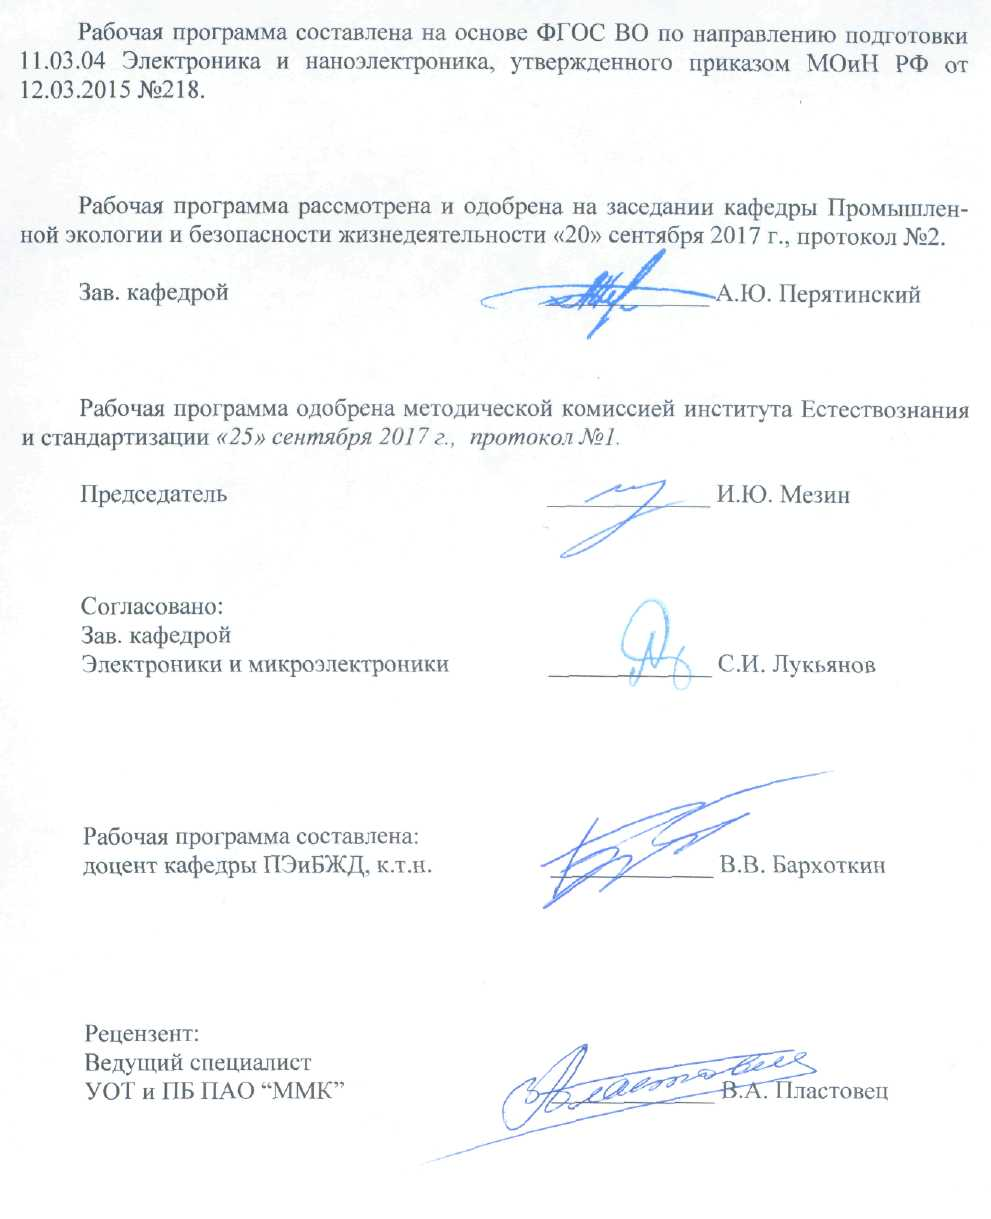 Рабочая программа составлена на основе ФГОС ВО по направлению подготовки
11.03.04 Электроника и наноэлектроника, утвержденного приказом МОиН РФ от
12.03.2015 №218.
Рабочая программа рассмотрена и одобрена на заседании кафедры Промышлен-
ной экологии и безопасности жизнедеятельности «20» сентября 2017 г., протокол №2.
Зав. кафедрой А.Ю. Перятинский
Рабочая программа одобрена методической комиссией института Естествознания
и стандартизации «25» сентября 2017 г., протокол №1.
Председатель И.Ю. Мезин
Согласовано:
Зав. кафедрой
Электроники и микроэлектроники С.И. Лукьянов
Рабочая программа составлена:
доцент кафедры ПЭиБЖД, к.т.н. В.В. Бархоткин
Рецензент:
Ведущий специалист
УОТ и ПБ ПАО “ММК” В.А. Пластовец